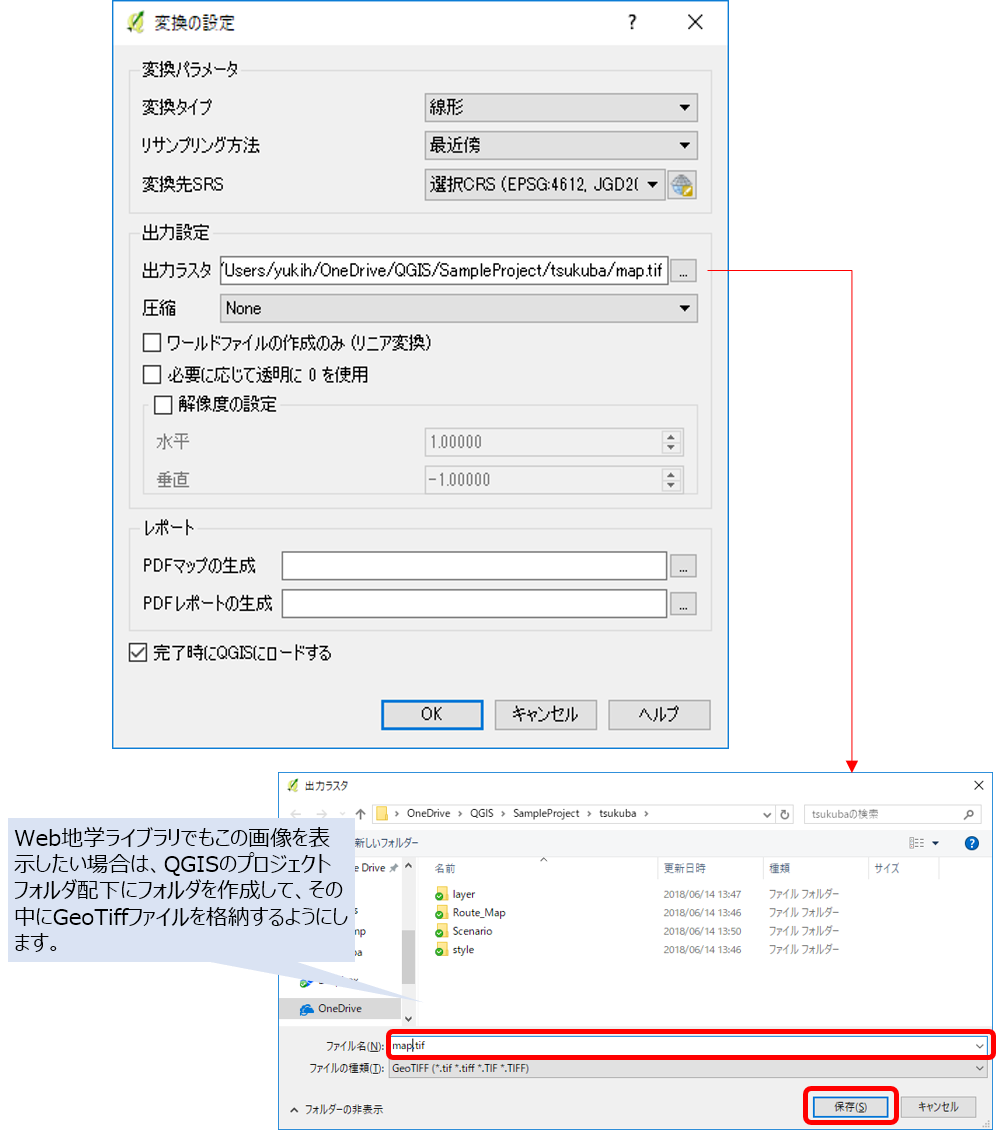 変換の設定
?
変換パラメータ
変換タイプ 線形
リサンプリング方法 最近傍
変換先SRS 選択CRS (EPSG:4612, JGD20
出力設定
出力ラスタ /Users/yukih/OneDrive/QGIS/SampleProject/tsukuba/map.tif ...
圧縮 None
ワールドファイルの作成のみ (リニア変換)
必要に応じて透明に 0 を使用
解像度の設定
水平 1.00000
垂直 -1.00000
レポート
PDFマップの生成 ...
PDFレポートの生成 ...
完了時にQGISにロードする
OK キャンセル ヘルプ
出力ラスタ
OneDrive › QGIS › SampleProject › tsukuba › tsukubaの検索
Web地学ライブラリでもこの画像を表
示したい場合は、QGISのプロジェクト
フォルダ配下にフォルダを作成して、その
中にGeoTiffファイルを格納するようにし
ます。
新しいフォルダー ?
e Drive
名前 更新日時 種類 サイズ
layer 2018/06/14 13:47 ファイル フォルダー
Route_Map 2018/06/14 13:46 ファイル フォルダー
Scenario 2018/06/14 13:50 ファイル フォルダー
style 2018/06/14 13:46 ファイル フォルダー
OneDrive
ファイル名(N): map.tif
ファイルの種類(T): GeoTIFF (*.tif *.tiff *.TIF *.TIFF)
フォルダーの非表示 保存(S) キャンセル